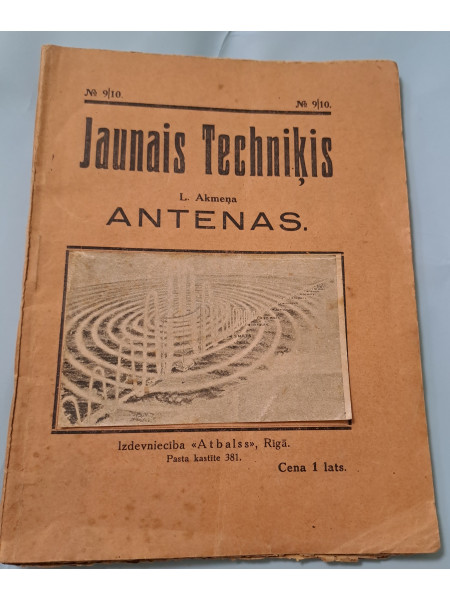 № 9/10. № 9/10.
Jaunais Techniķis
L. Akmeņa
ANTENAS.
Izdevniecība «Atbalss», Rīgā.
Pasta kastīte 381.
Cena 1 lats.